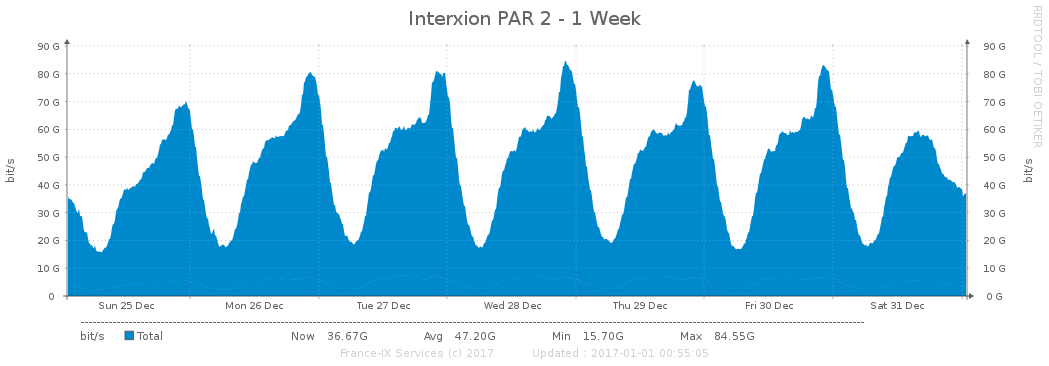 Interxion PAR 2 - 1 Week
RRDTOOL / TOBI OETIKER
90 G 90 G
80 G 80 G
70 G 70 G
60 G 60 G
50 G 50 G
bit/s bit/s
40 G 40 G
30 G 30 G
20 G 20 G
10 G 10 G
0 0 G
Sun 25 Dec Mon 26 Dec Tue 27 Dec Wed 28 Dec Thu 29 Dec Fri 30 Dec Sat 31 Dec
bit/s Total Now 36.67G Avg 47.20G Min 15.70G Max 84.55G
France-IX Services (c) 2017 Updated : 2017-01-01 00:55:05